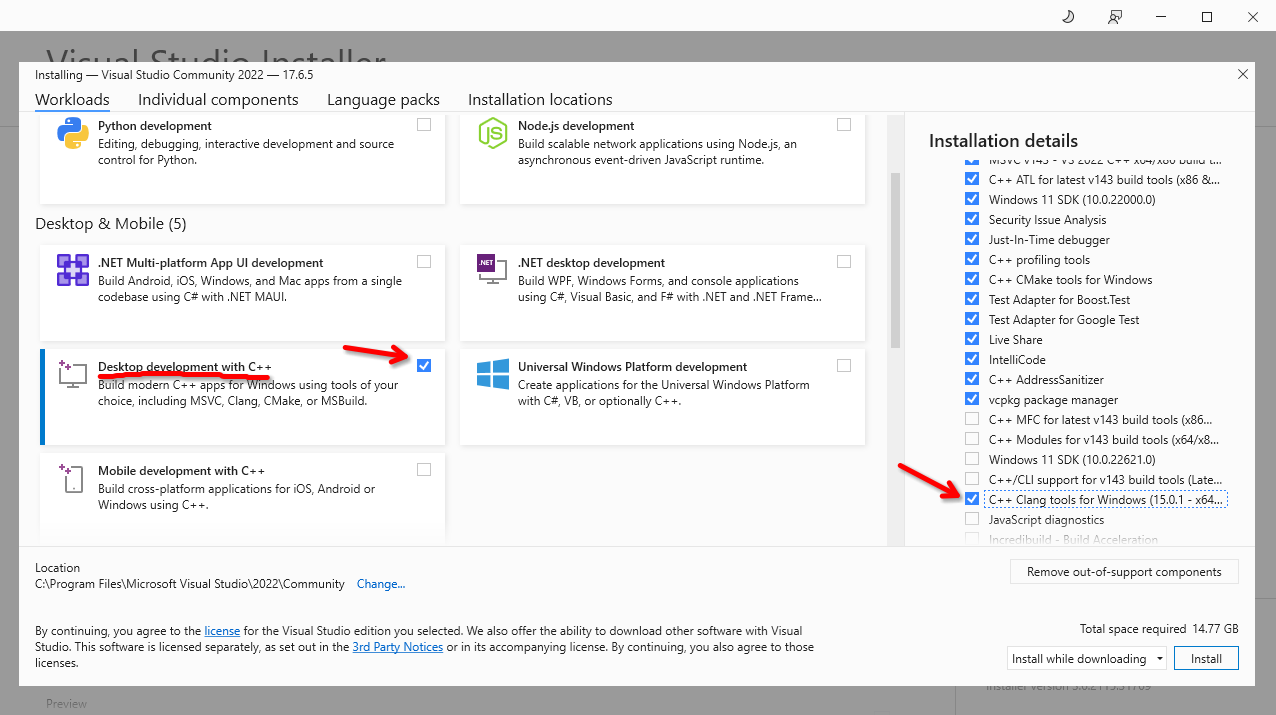 Visual Studio Installer
Installing — Visual Studio Community 2022 — 17.6.5
Workloads
Individual components
Language packs
Installation locations
Python development
Editing, debugging, interactive development and source
control for Python.
JS
Node.js development
Build scalable network applications using Node.js, an
asynchronous event-driven JavaScript runtime.
Desktop & Mobile (5)
.NET Multi-platform App UI development
Build Android, iOS, Windows, and Mac apps from a single
codebase using C# with .NET MAUI.
.NET
.NET desktop development
Build WPF, Windows Forms, and console applications
using C#, Visual Basic, and F# with .NET and .NET Frame...
Desktop development with C++
Build modern C++ apps for Windows using tools of your
choice, including MSVC, Clang, CMake, or MSBuild.
Universal Windows Platform development
Create applications for the Universal Windows Platform
with C#, VB, or optionally C++.
Mobile development with C++
Build cross-platform applications for iOS, Android or
Windows using C++.
Installation details
MSVC v143 - VS 2022 C++ x64/x86 build t...
C++ ATL for latest v143 build tools (x86 &...
Windows 11 SDK (10.0.22000.0)
Security Issue Analysis
Just-In-Time debugger
C++ profiling tools
C++ CMake tools for Windows
Test Adapter for Boost.Test
Test Adapter for Google Test
Live Share
IntelliCode
C++ AddressSanitizer
vcpkg package manager
C++ MFC for latest v143 build tools (x86...
C++ Modules for v143 build tools (x64/x8...
Windows 11 SDK (10.0.22621.0)
C++/CLI support for v143 build tools (Late...
C++ Clang tools for Windows (15.0.1 - x64...
JavaScript diagnostics
Incredibuild - Build Acceleration
Location
C:\Program Files\Microsoft Visual Studio\2022\Community Change...
Remove out-of-support components
By continuing, you agree to the license for the Visual Studio edition you selected. We also offer the ability to download other software with Visual
Studio. This software is licensed separately, as set out in the 3rd Party Notices or in its accompanying license. By continuing, you also agree to those
licenses.
Total space required 14.77 GB
Install while downloading
Install
Preview